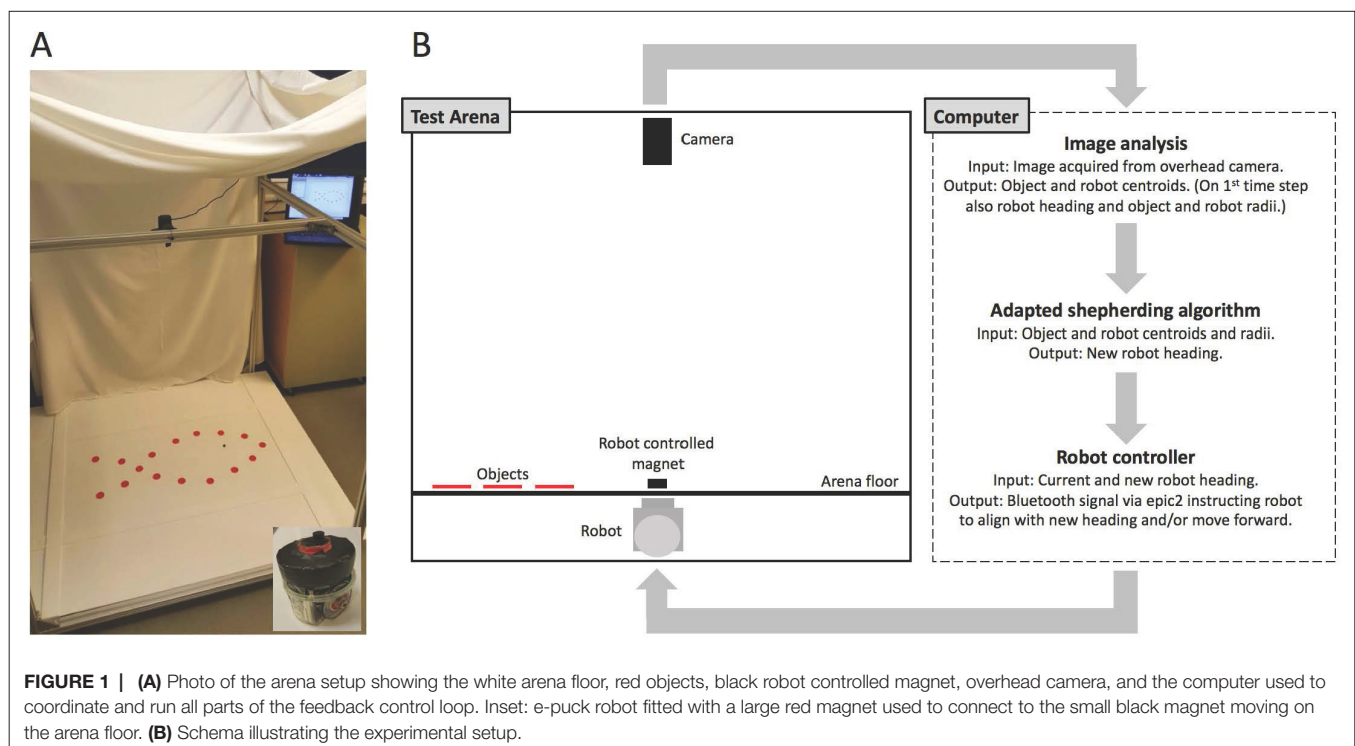 A
B
Test Arena
Camera
Objects
Robot controlled
magnet
Arena floor
Robot
Computer
Image analysis
Input: Image acquired from overhead camera.
Output: Object and robot centroids. (On 1st time step
also robot heading and object and robot radii.)
Adapted shepherding algorithm
Input: Object and robot centroids and radii.
Output: New robot heading.
Robot controller
Input: Current and new robot heading.
Output: Bluetooth signal via epic2 instructing robot
to align with new heading and/or move forward.
FIGURE 1 | (A) Photo of the arena setup showing the white arena floor, red objects, black robot controlled magnet, overhead camera, and the computer used to
coordinate and run all parts of the feedback control loop. Inset: e-puck robot fitted with a large red magnet used to connect to the small black magnet moving on
the arena floor. (B) Schema illustrating the experimental setup.